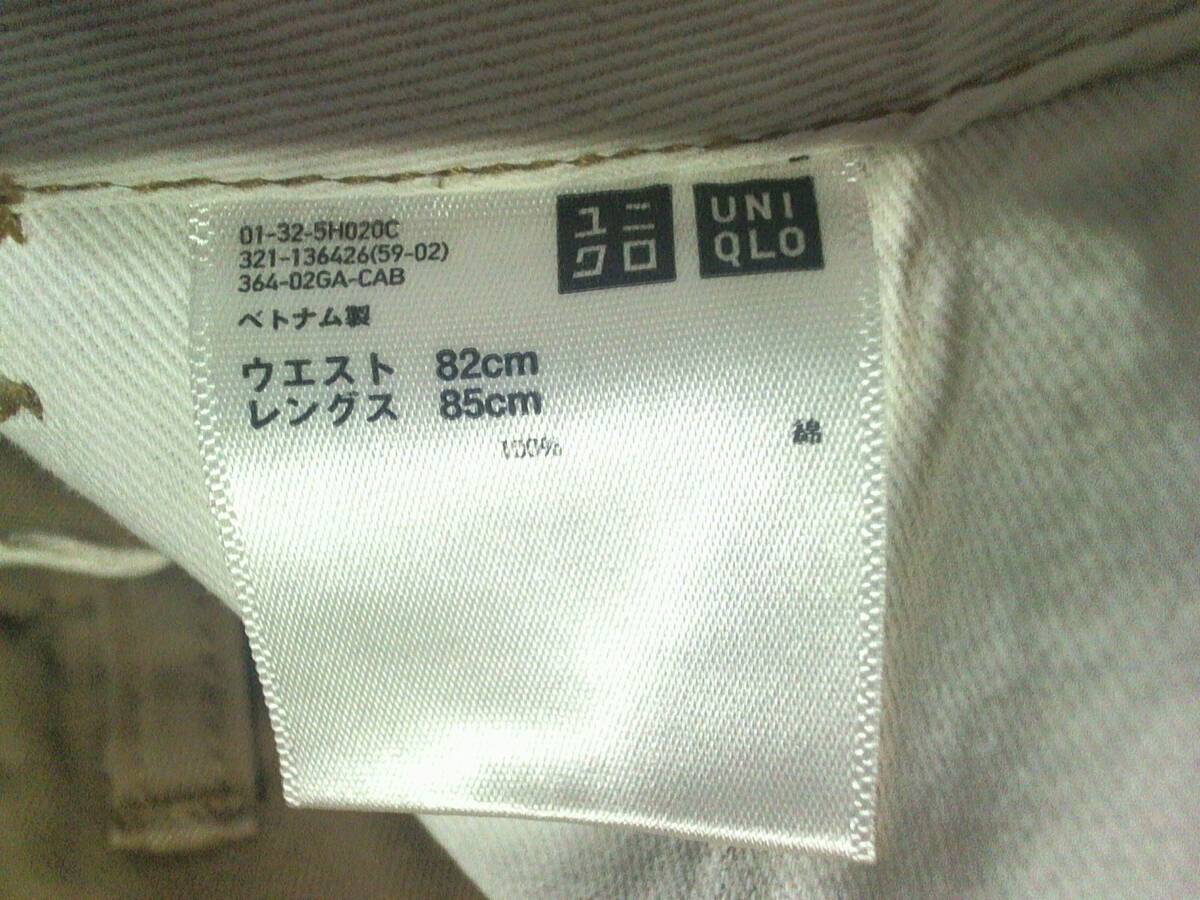 01-32-5H020C
321-136426(59-02)
364-02GA-CAB
ユニ
クロ
UNI
QLO
ベトナム製
ウエスト 82cm
レングス 85cm
100% 綿